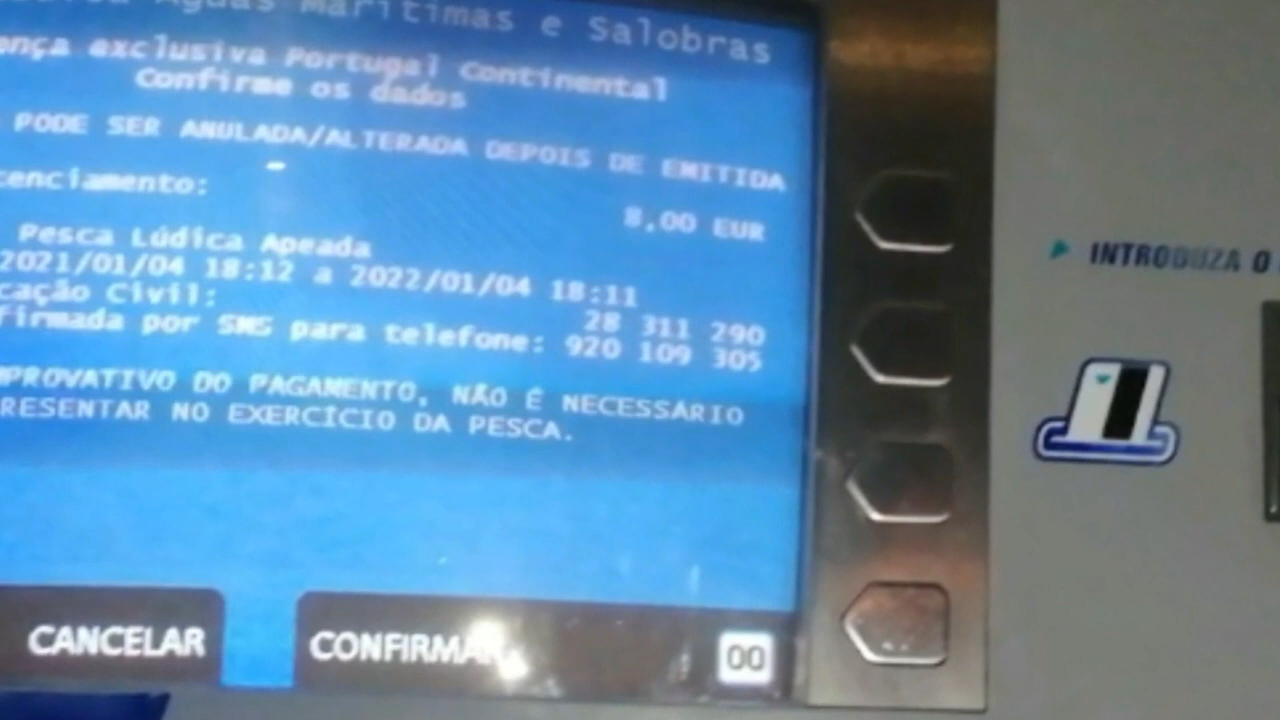 Águas Marítimas e Salobras
exclusiva Portugal Continental
Confirme os dados
PODE SER ANULADA/ALTERADA DEPOIS DE EMITIDA
cenciamento:
8,00 EUR
Pesca Lúdica Apeada
2021/01/04 18:12 a 2022/01/04 18:11
cação Civil:
28 311 290
firmada por SMS para telefone: 920 109 305
MPROVATIVO DO PAGAMENTO, NÃO É NECESSÁRIO
RESENTAR NO EXERCÍCIO DA PESCA.
CANCELAR
CONFIRMAR
00
INTRODUZA O